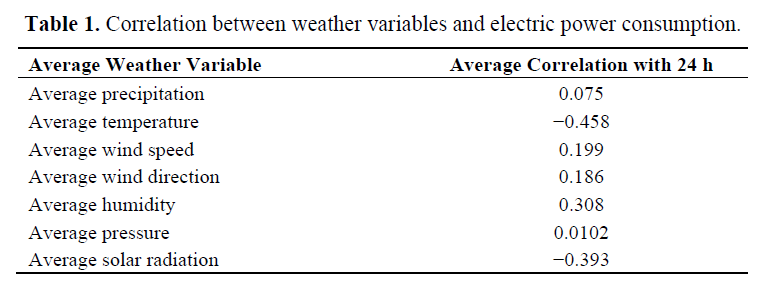 Table 1. Correlation between weather variables and electric power consumption.
Average Weather Variable Average Correlation with 24 h
Average precipitation 0.075
Average temperature −0.458
Average wind speed 0.199
Average wind direction 0.186
Average humidity 0.308
Average pressure 0.0102
Average solar radiation −0.393